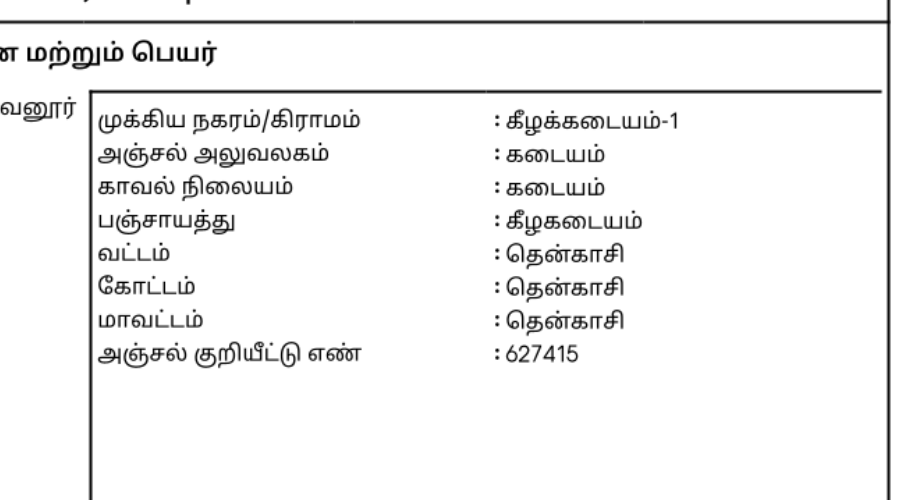 மற்றும் பெயர்
வனூர்
முக்கிய நகரம்/கிராமம் : கீழக்கடையம்-1
அஞ்சல் அலுவலகம் : கடையம்
காவல் நிலையம் : கடையம்
பஞ்சாயத்து : கீழகடையம்
வட்டம் : தென்காசி
கோட்டம் : தென்காசி
மாவட்டம் : தென்காசி
அஞ்சல் குறியீட்டு எண் : 627415